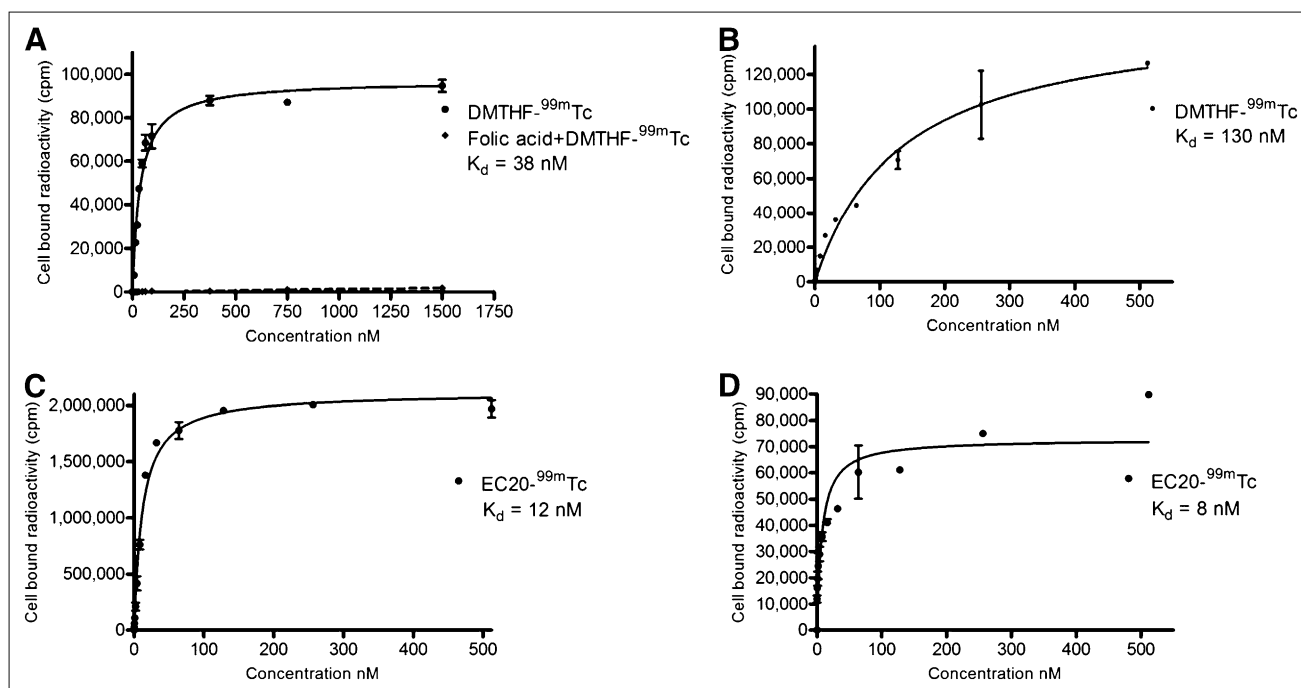 A
Cell bound radioactivity (cpm)
100,000
80,000
60,000
40,000
20,000
0
0 250 500 750 1000 1250 1500 1750
Concentration nM
DMTHF-99mTc
Folic acid+DMTHF-99mTc
Kd = 38 nM
B
Cell bound radioactivity (cpm)
120,000
100,000
80,000
60,000
40,000
20,000
0
0 100 200 300 400 500
Concentration nM
DMTHF-99mTc
Kd = 130 nM
C
Cell bound radioactivity (cpm)
2,000,000
1,500,000
1,000,000
500,000
0
0 100 200 300 400 500
Concentration nM
EC20-99mTc
Kd = 12 nM
D
Cell bound radioactivity (cpm)
90,000
80,000
70,000
60,000
50,000
40,000
30,000
20,000
10,000
0
0 100 200 300 400 500
Concentration nM
EC20-99mTc
Kd = 8 nM